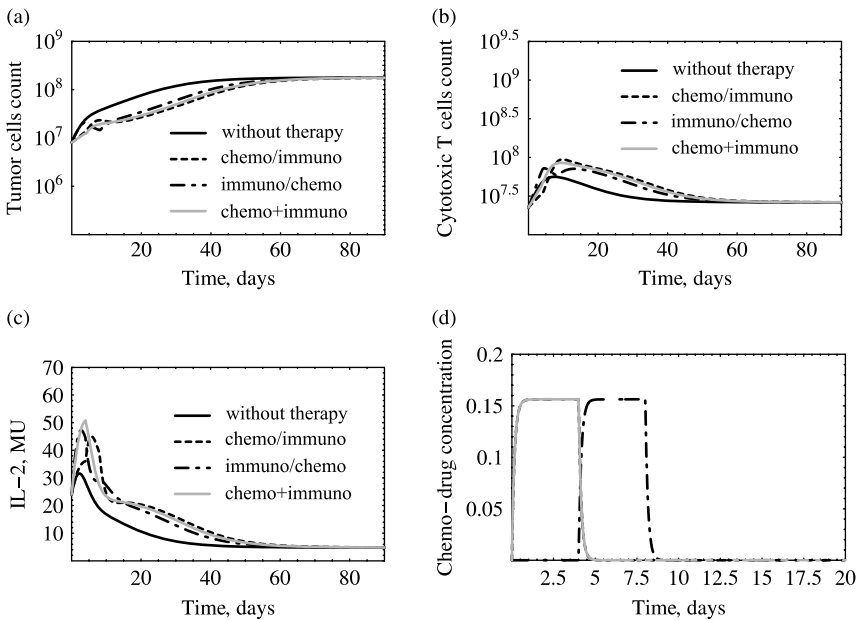 (a)
Tumor cells count
10^9
10^8
10^7
10^6
without therapy
chemo/immuno
immuno/chemo
chemo+immuno
20 40 60 80
Time, days
(b)
Cytotoxic T cells count
10^9.5
10^9
10^8.5
10^8
10^7.5
without therapy
chemo/immuno
immuno/chemo
chemo+immuno
20 40 60 80
Time, days
(c)
IL−2, MU
70
60
50
40
30
20
10
without therapy
chemo/immuno
immuno/chemo
chemo+immuno
20 40 60 80
Time, days
(d)
Chemo−drug concentration
0.2
0.15
0.1
0.05
2.5 5 7.5 10 12.5 15 17.5 20
Time, days